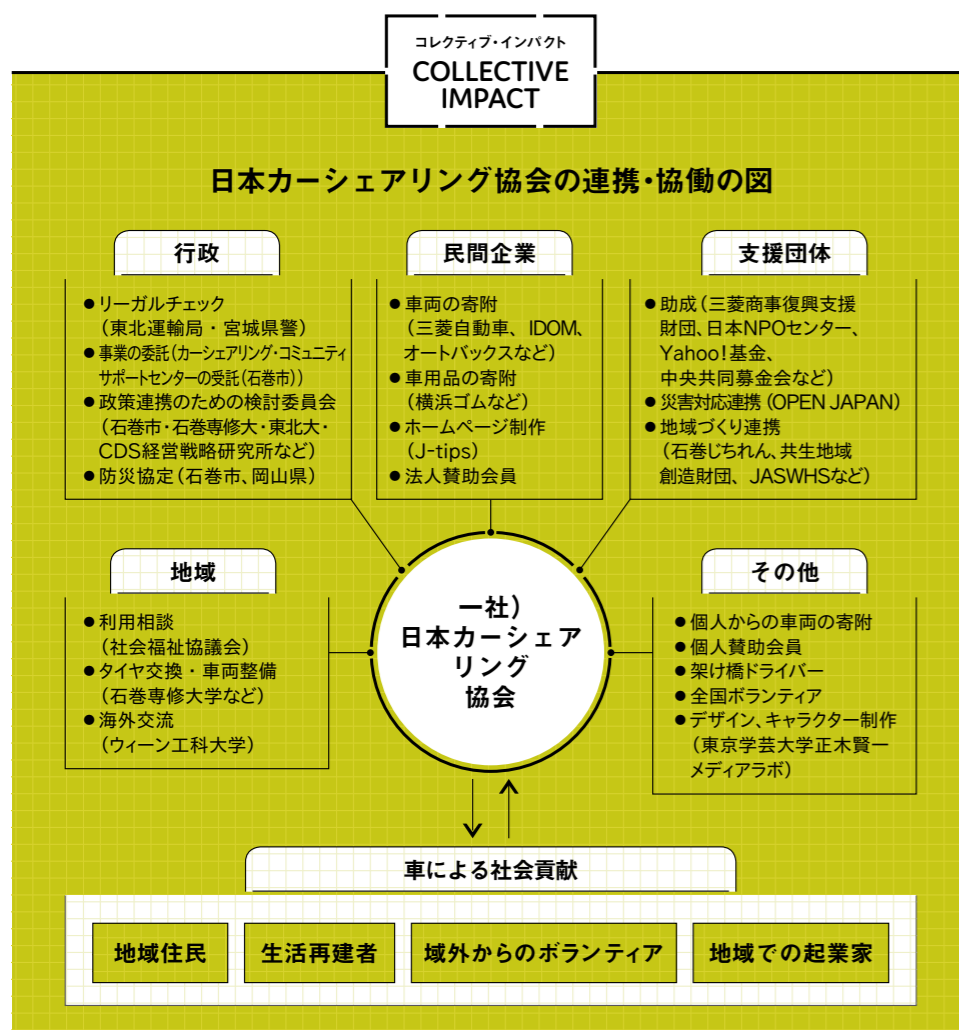 コレクティブ・インパクト
COLLECTIVE
IMPACT
日本カーシェアリング協会の連携・協働の図
行政
●リーガルチェック
(東北運輸局・宮城県警)
●事業の委託(カーシェアリング・コミュニティ
サポートセンターの受託(石巻市))
●政策連携のための検討委員会
(石巻市・石巻専修大・東北大・
CDS経営戦略研究所など)
●防災協定(石巻市、岡山県)
民間企業
●車両の寄附
(三菱自動車、IDOM、
オートバックスなど)
●車用品の寄附
(横浜ゴムなど)
●ホームページ制作
(J-tips)
●法人賛助会員
支援団体
●助成(三菱商事復興支援
財団、日本NPOセンター、
Yahoo!基金、
中央共同募金会など)
●災害対応連携(OPEN JAPAN)
●地域づくり連携
(石巻じちれん、共生地域
創造財団、JASWHSなど)
地域
●利用相談
(社会福祉協議会)
●タイヤ交換・車両整備
(石巻専修大学など)
●海外交流
(ウィーン工科大学)
一社)
日本カーシェア
リング
協会
その他
●個人からの車両の寄附
●個人賛助会員
●架け橋ドライバー
●全国ボランティア
●デザイン、キャラクター制作
(東京学芸大学正木賢一
メディアラボ)
車による社会貢献
地域住民
生活再建者
域外からのボランティア
地域での起業家